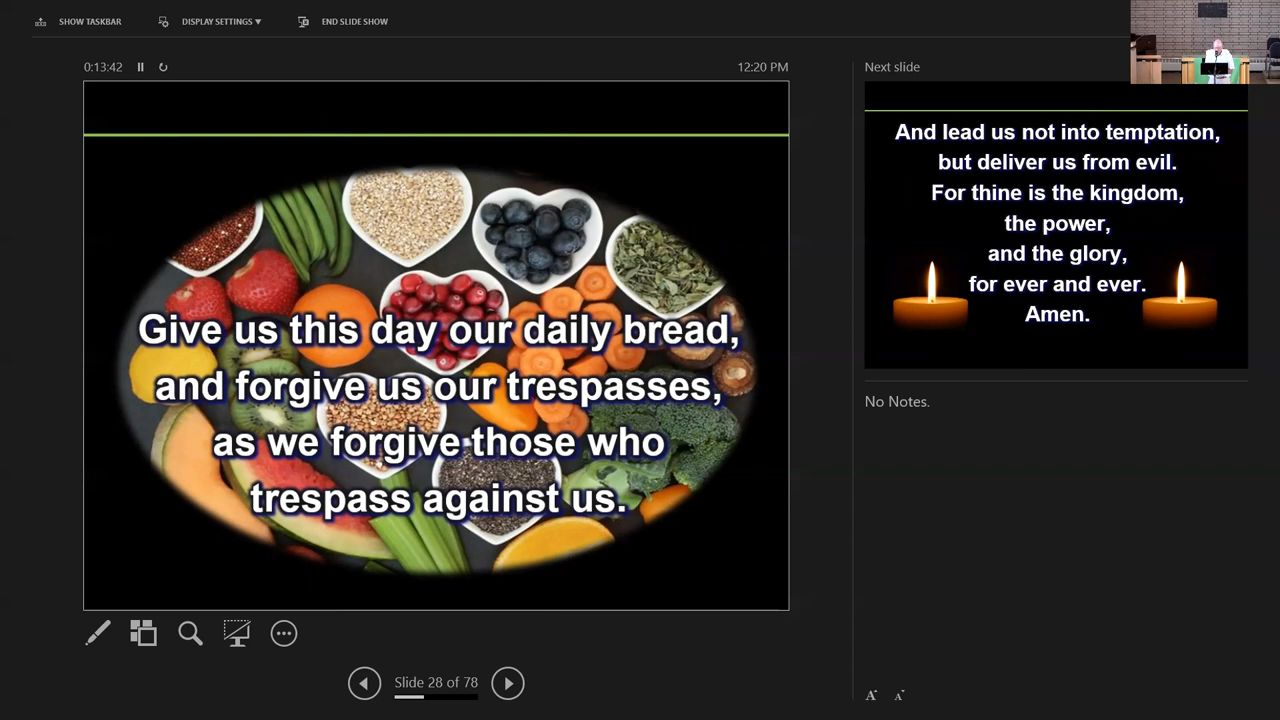 SHOW TASKBAR
DISPLAY SETTINGS ▼
END SLIDE SHOW
0:13:42
12:20 PM
Give us this day our daily bread,
and forgive us our trespasses,
as we forgive those who
trespass against us.
Slide 28 of 78
Next slide
And lead us not into temptation,
but deliver us from evil.
For thine is the kingdom,
the power,
and the glory,
for ever and ever.
Amen.
No Notes.
A A